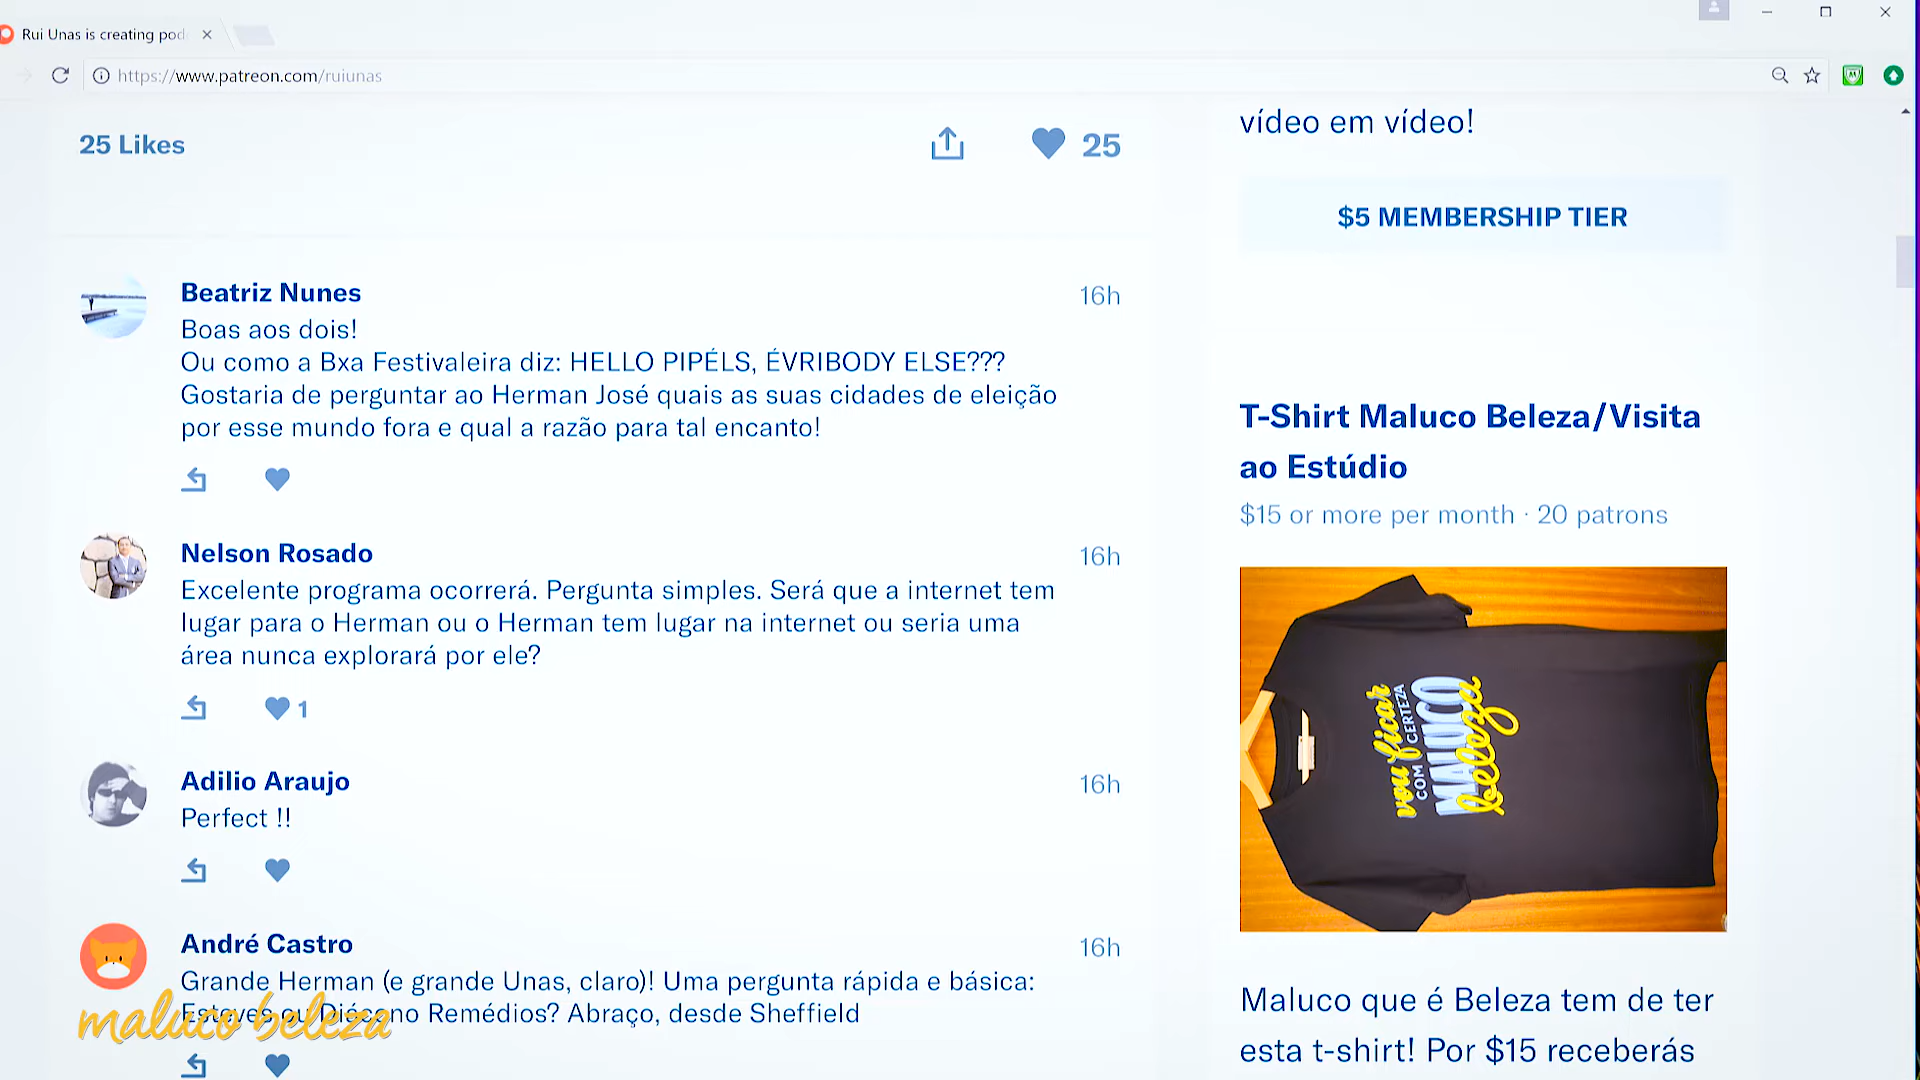 Rui Unas is creating pod
https://www.patreon.com/ruiunas
25 Likes
25
Beatriz Nunes
16h
Boas aos dois!
Ou como a Bxa Festivaleira diz: HELLO PIPÉLS, ÉVRIBODY ELSE???
Gostaria de perguntar ao Herman José quais as suas cidades de eleição
por esse mundo fora e qual a razão para tal encanto!
Nelson Rosado
16h
Excelente programa ocorrerá. Pergunta simples. Será que a internet tem
lugar para o Herman ou o Herman tem lugar na internet ou seria uma
área nunca explorará por ele?
1
Adilio Araujo
16h
Perfect !!
André Castro
16h
Grande Herman (e grande Unas, claro)! Uma pergunta rápida e básica:
Esteves ou Diácono Remédios? Abraço, desde Sheffield
maluco beleza
vídeo em vídeo!
$5 MEMBERSHIP TIER
T-Shirt Maluco Beleza/Visita
ao Estúdio
$15 or more per month · 20 patrons
vou ficar
COM CERTEZA
MALUCO
beleza
Maluco que é Beleza tem de ter
esta t-shirt! Por $15 receberás